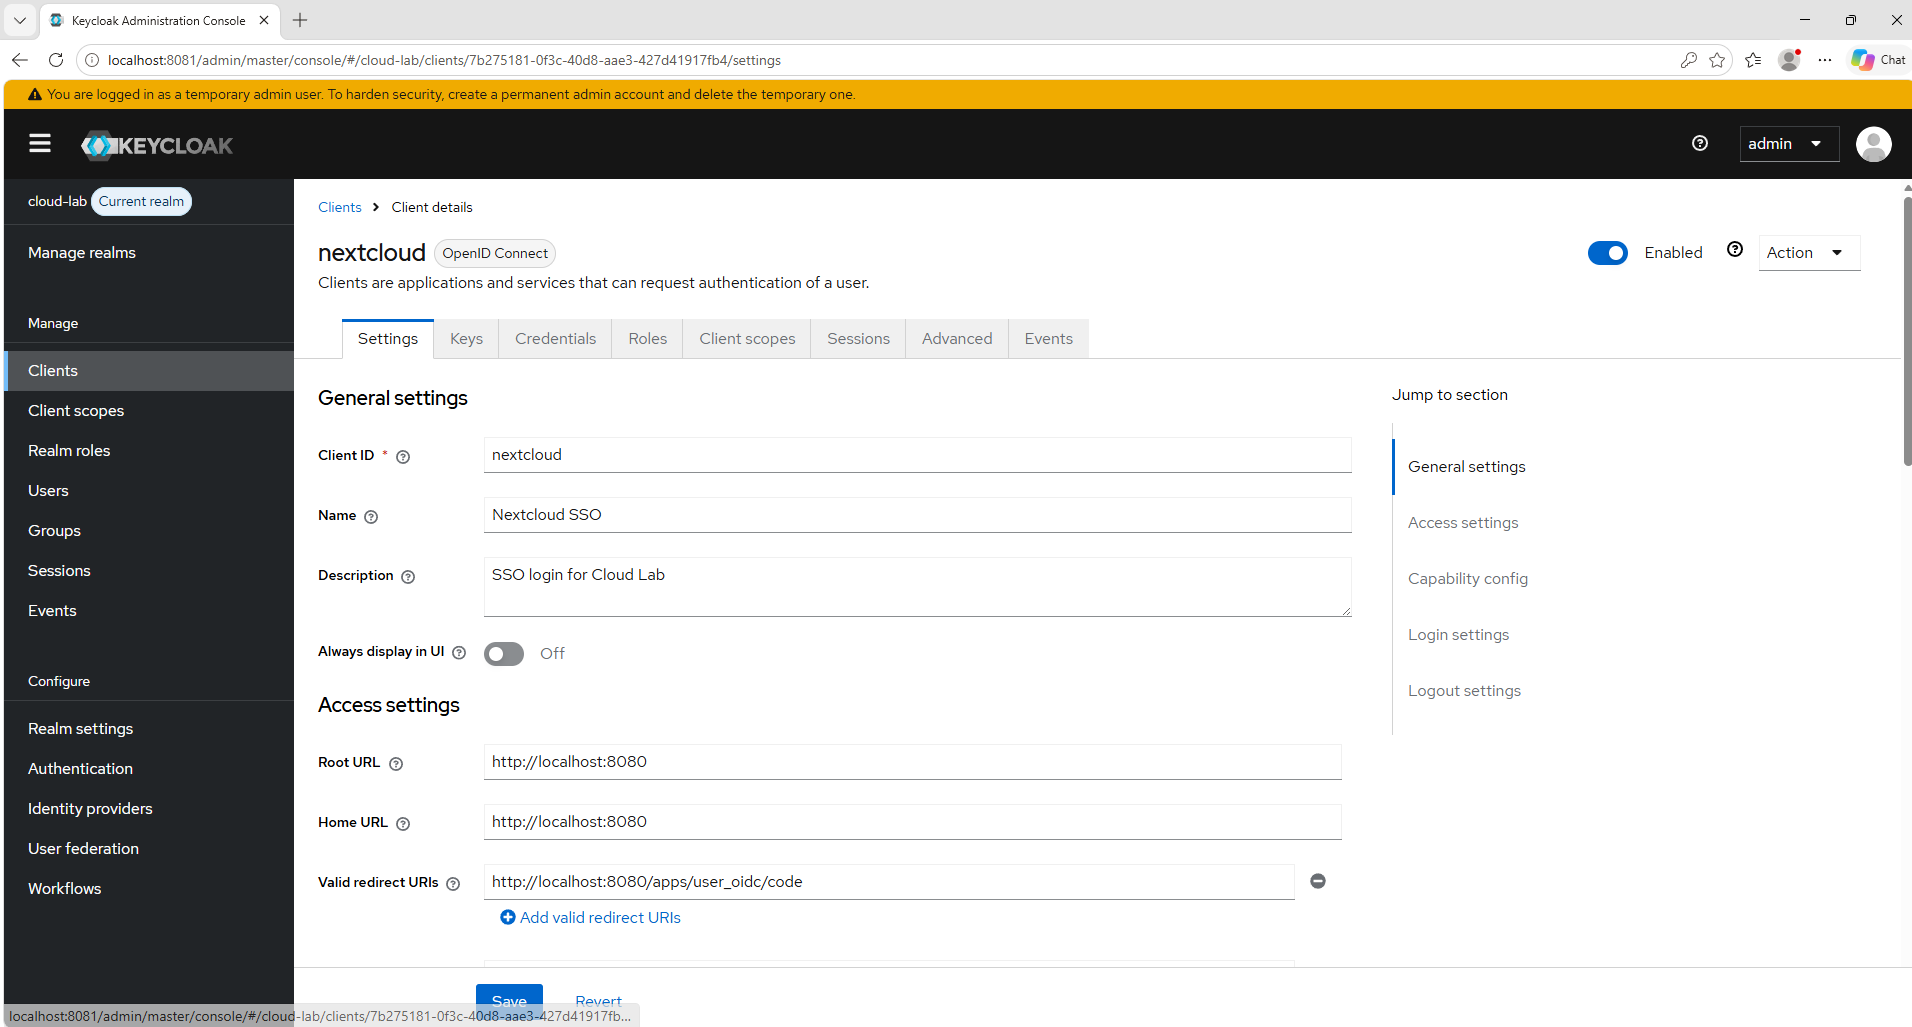 Keycloak Administration Console
localhost:8081/admin/master/console/#/cloud-lab/clients/7b275181-0f3c-40d8-aae3-427d41917fb4/settings
Chat
You are logged in as a temporary admin user. To harden security, create a permanent admin account and delete the temporary one.
KEYCLOAK
admin
cloud-lab Current realm
Manage realms
Manage
Clients
Client scopes
Realm roles
Users
Groups
Sessions
Events
Configure
Realm settings
Authentication
Identity providers
User federation
Workflows
Clients > Client details
nextcloud OpenID Connect
Enabled
Action
Clients are applications and services that can request authentication of a user.
Settings Keys Credentials Roles Client scopes Sessions Advanced Events
General settings
Client ID *
nextcloud
Name
Nextcloud SSO
Description
SSO login for Cloud Lab
Always display in UI
Off
Access settings
Root URL
http://localhost:8080
Home URL
http://localhost:8080
Valid redirect URIs
http://localhost:8080/apps/user_oidc/code
Add valid redirect URIs
Jump to section
General settings
Access settings
Capability config
Login settings
Logout settings
Save Revert
localhost:8081/admin/master/console/#/cloud-lab/clients/7b275181-0f3c-40d8-aae3-427d41917fb...